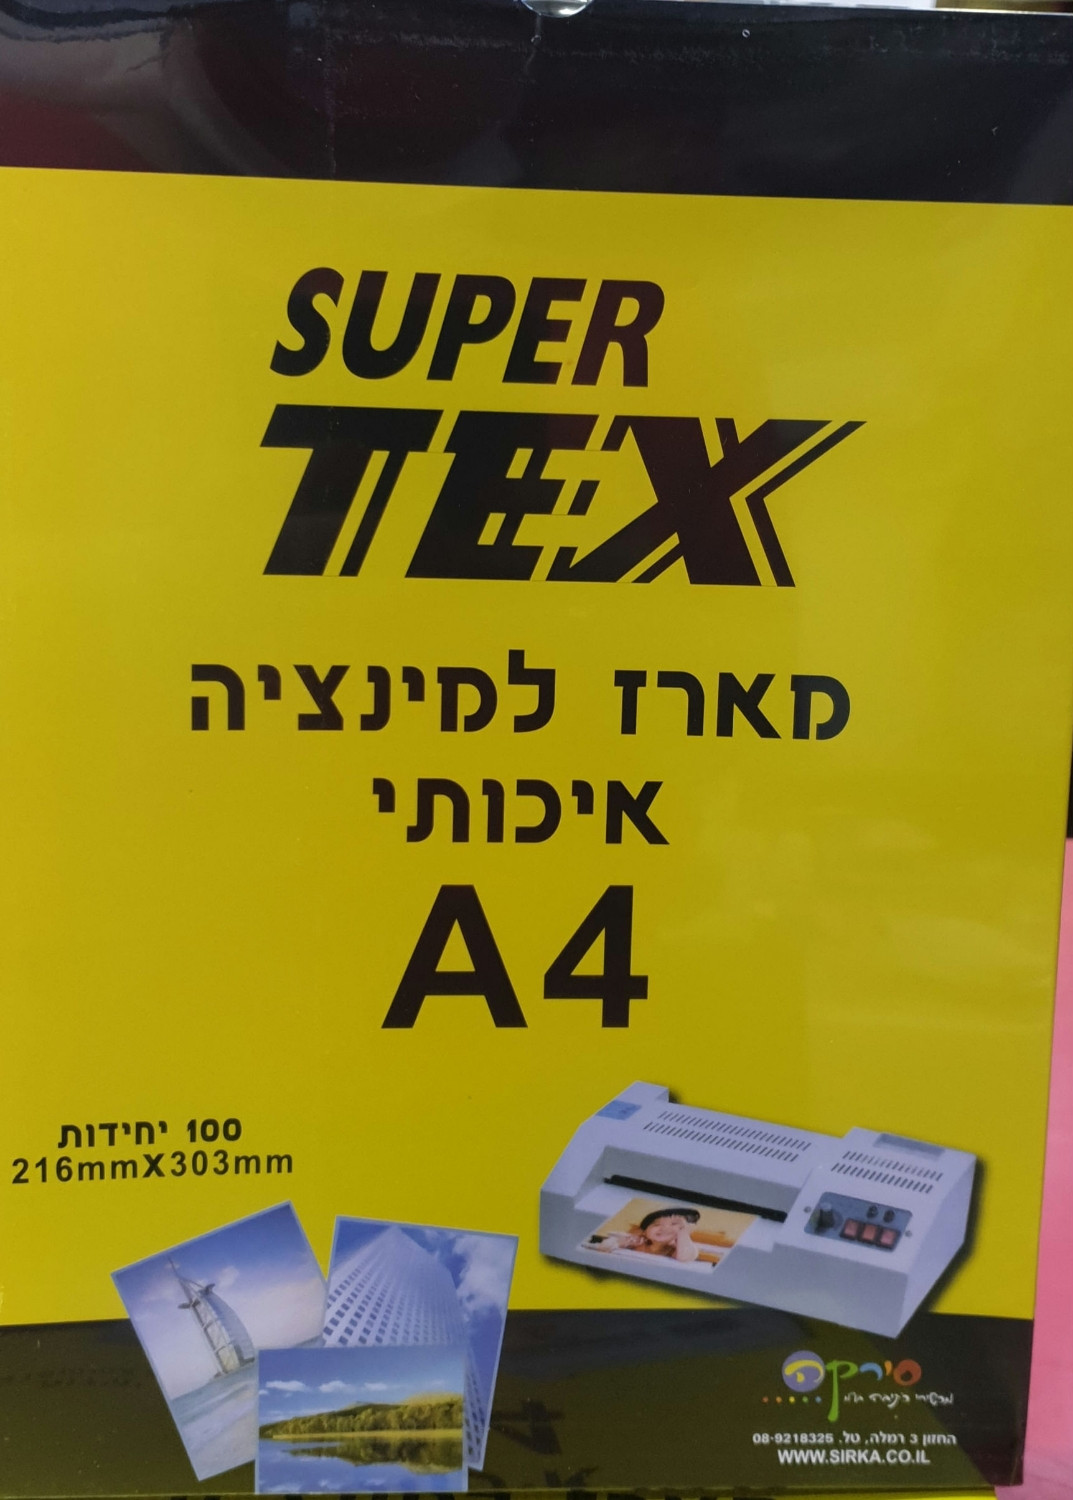 SUPER
TEX
מארז למינציה
איכותי
A4
100 יחידות
216mmX303mm
סירקה
החזון 3 רמלה, טל. 08-9218325
WWW.SIRKA.CO.IL